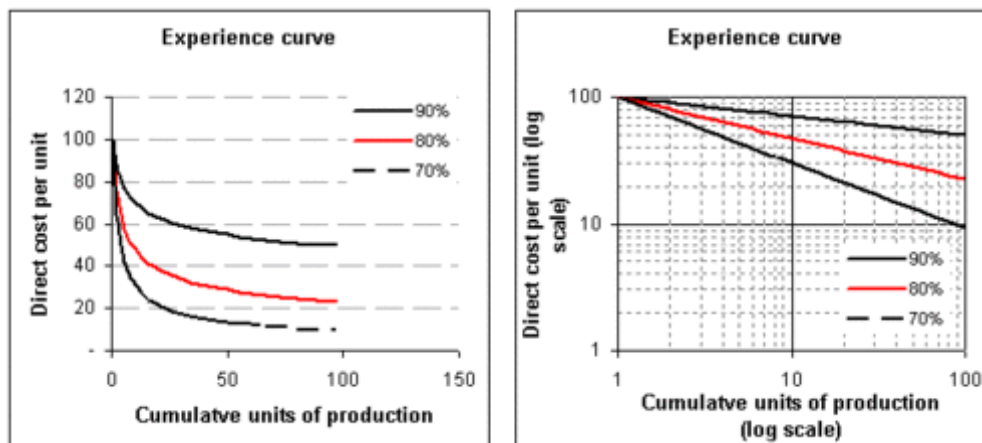 Experience curve
120
100
80
60
40
20
-
0
50
100
150
Direct cost per unit
Cumulatve units of production
90%
80%
70%
Experience curve
100
10
1
1
10
100
Direct cost per unit (log
scale)
Cumulatve units of production
(log scale)
90%
80%
70%